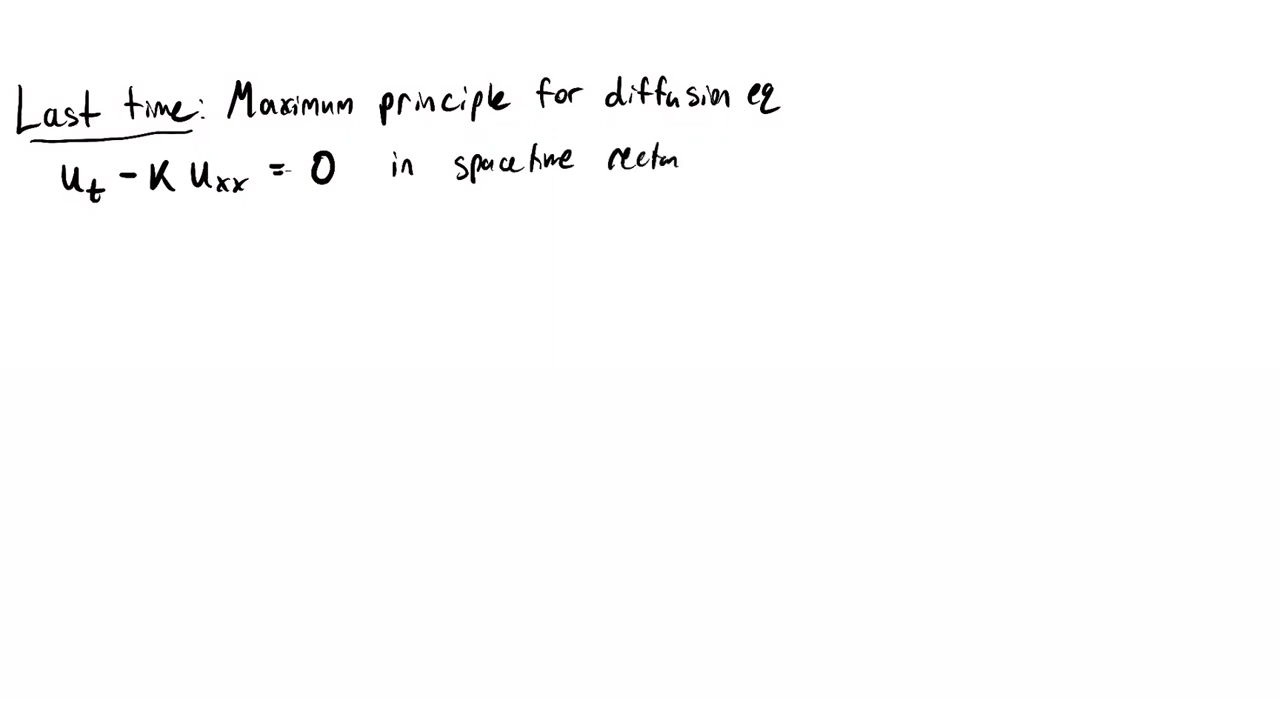 Last time: Maximum principle for diffusion eq
u_t - K u_xx = 0 in spacetime rectan